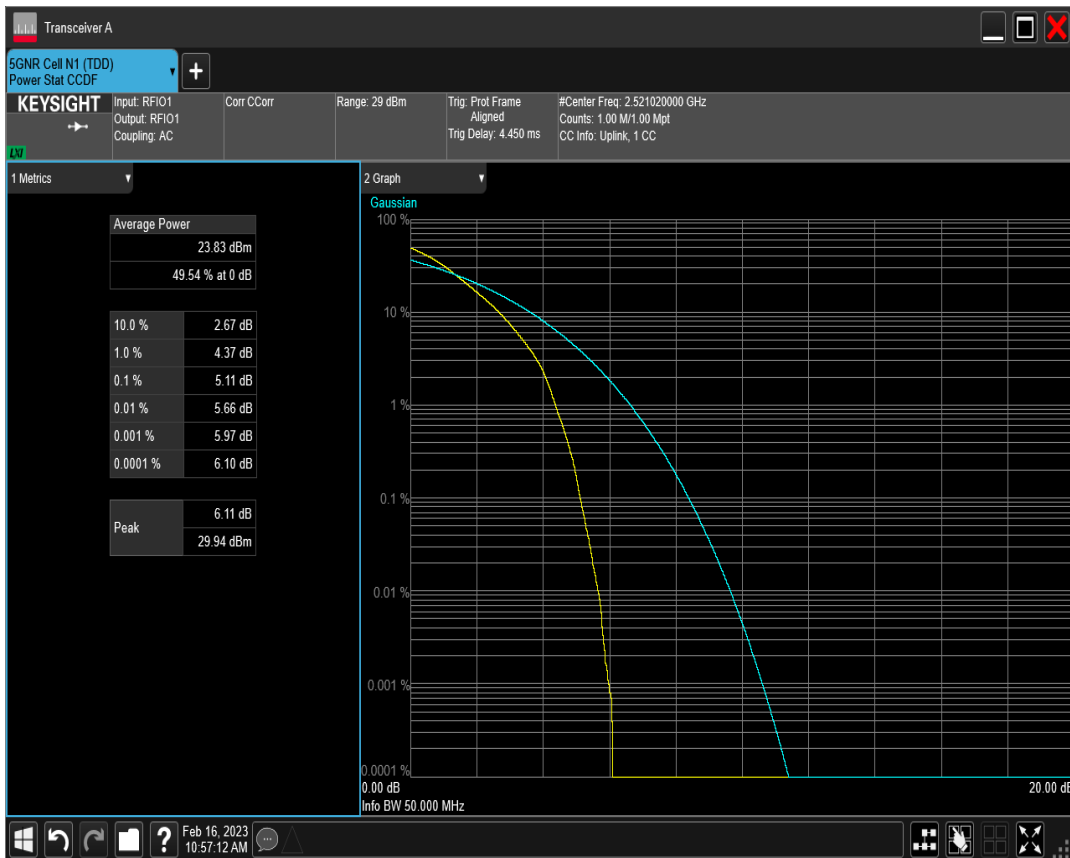 Transceiver A
5GNR Cell N1 (TDD)
Power Stat CCDF
KEYSIGHT
LXI
Input: RFIO1
Output: RFIO1
Coupling: AC
Corr CCorr
Range: 29 dBm
Trig: Prot Frame
Aligned
Trig Delay: 4.450 ms
#Center Freq: 2.521020000 GHz
Counts: 1.00 M/1.00 Mpt
CC Info: Uplink, 1 CC
1 Metrics
Average Power
23.83 dBm
49.54 % at 0 dB
10.0 % 2.67 dB
1.0 % 4.37 dB
0.1 % 5.11 dB
0.01 % 5.66 dB
0.001 % 5.97 dB
0.0001 % 6.10 dB
Peak
6.11 dB
29.94 dBm
2 Graph
Gaussian
100 %
10 %
1 %
0.1 %
0.01 %
0.001 %
0.0001 %
0.00 dB
20.00 dB
Info BW 50.000 MHz
?
Feb 16, 2023
10:57:12 AM